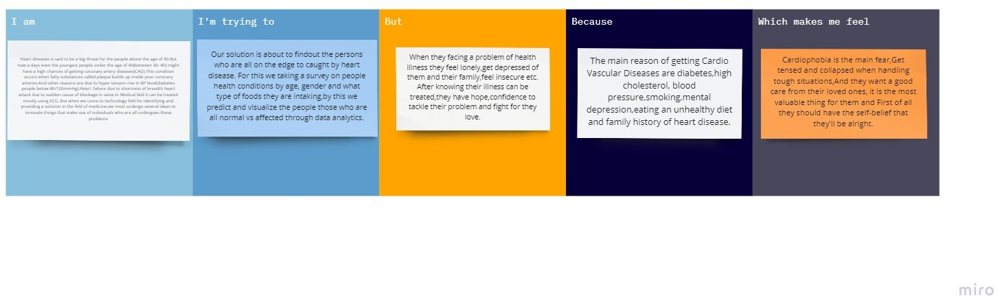 I am
Heart diseases is said to be a big threat for the people above the age of 40.But
now a days even the youngest people under the age of 40(between 30- 40) might
have a high chances of getting coronary artery diseases(CAD).This condition
occurs when fatty substances called plaque builds up inside your coronary
arteries.And other reasons are due to hyper tension rise in BP level(diabetes
people below 80/120mmHg).Heart  faliure due to shortness of breadth heart
attack due to sudden cause of blockage in valve.In Medical feld it can be treated
mostly using ECG. But when we come to technology feld for identifying and
providing a solution in the feld of medicine,we must undergo several ideas to
innovate things that make use of individuals who are all undergoes these
problems
I'm trying to
Our solution is about to findout the persons
who are all on the edge to caught by heart
disease. For this we taking a survey on people
health conditions by age, gender and what
type of foods they are intaking,by this we
predict and visualize the people those who are
all normal vs affected through data analytics.
But
When they facing a problem of health
illness they feel lonely,get depressed of
them and their family,feel insecure etc.
After knowing their illness can be
treated,they have hope,confidence to
tackle their problem and fight for they
love.
Because
The main reason of getting Cardio
Vascular Diseases are diabetes,high
cholesterol, blood
pressure,smoking,mental
depression,eating an unhealthy diet
and family history of heart disease.
Which makes me feel
Cardiophobia is the main fear,Get
tensed and collapsed when handling
tough situations,And they want a good
care from their loved ones, it is the most
valuable thing for them and First of all
they should have the self-belief that
they'll be alright.
miro